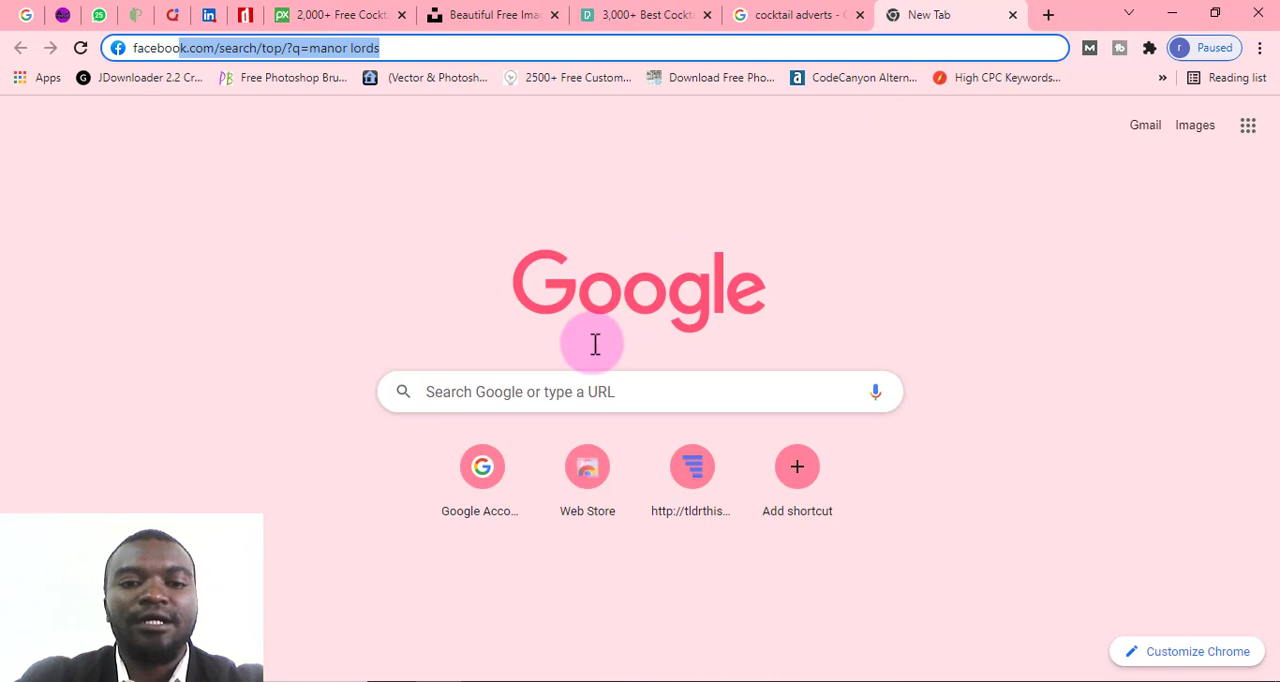 2,000+ Free Cockt
Beautiful Free Ima
3,000+ Best Cockt
cocktail adverts - G
New Tab
facebook.com/search/top/?q=manor lords
Paused
Apps
JDownloader 2.2 Cr...
Free Photoshop Bru...
(Vector & Photosh...
2500+ Free Custom...
Download Free Pho...
CodeCanyon Altern...
High CPC Keywords...
»
Reading list
Gmail
Images
Google
Search Google or type a URL
Google Acco...
Web Store
http://tldrthis...
Add shortcut
Customize Chrome